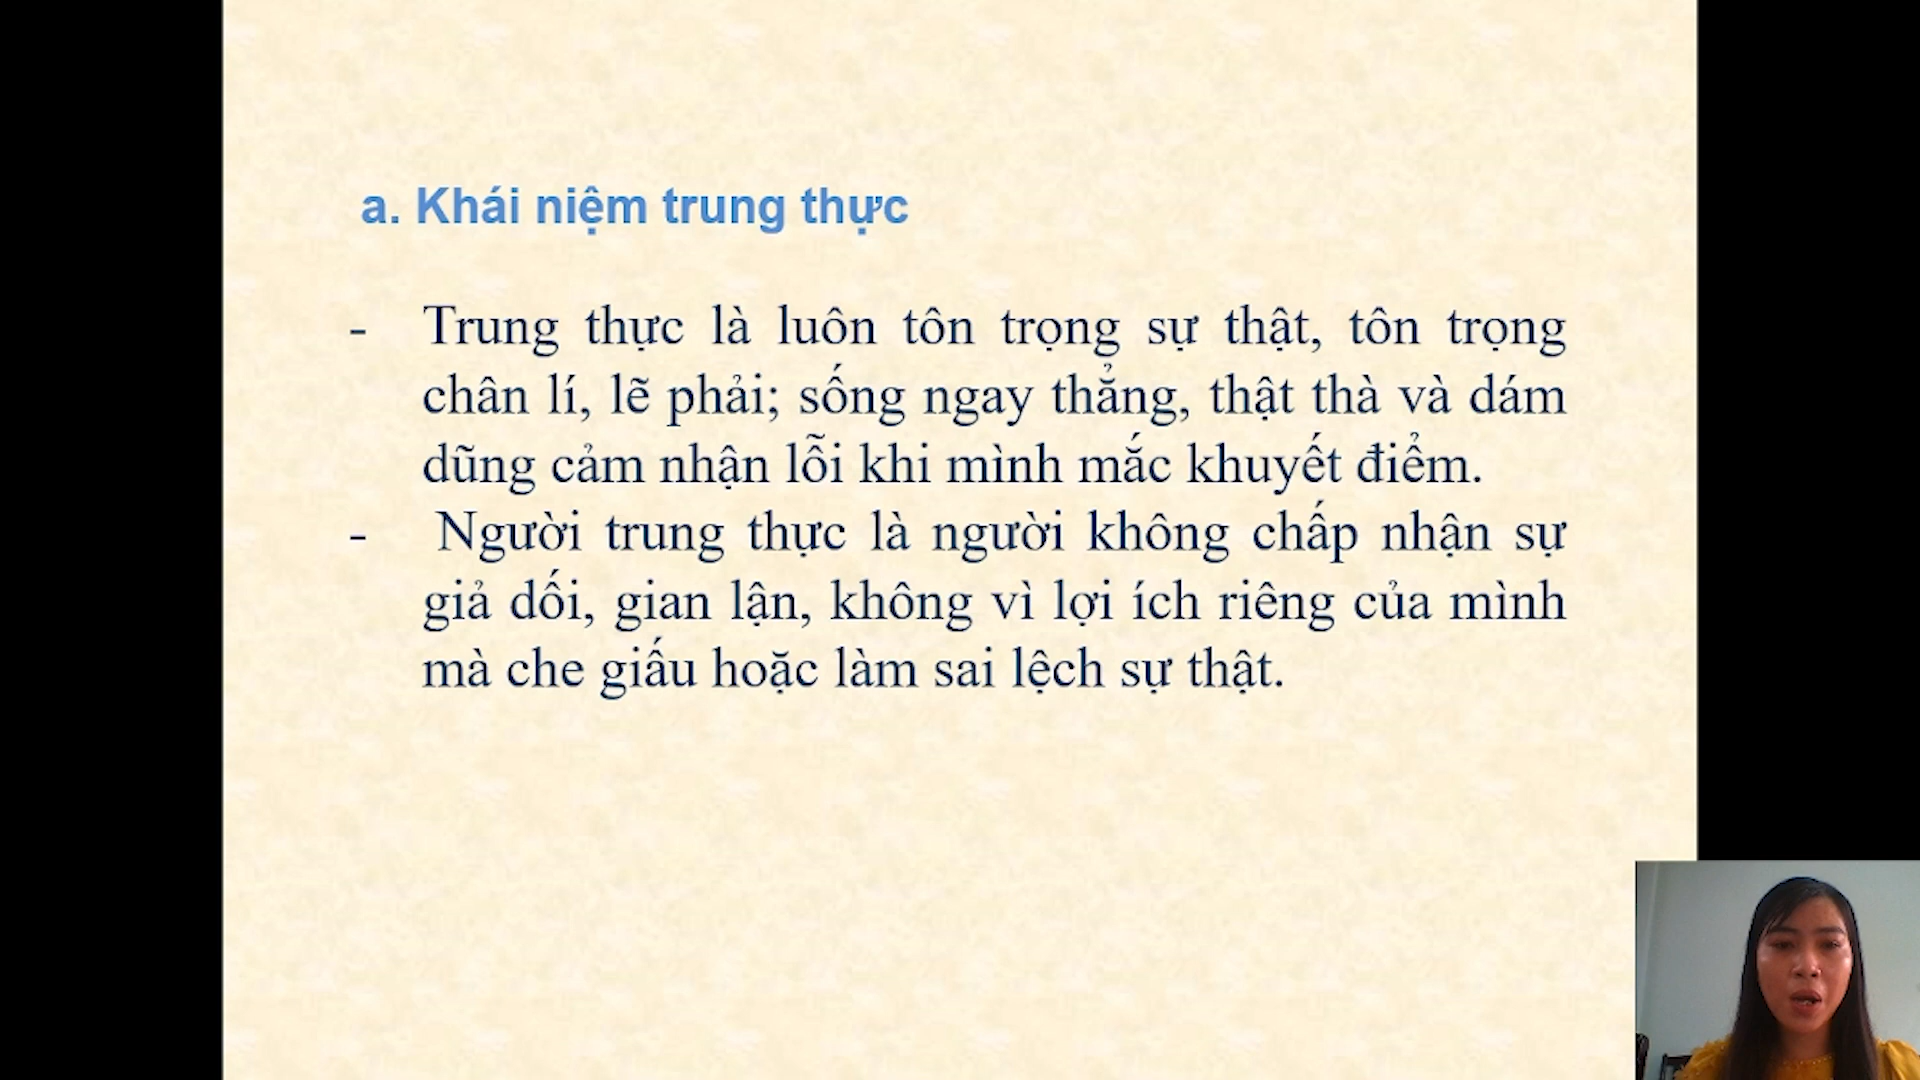 a. Khái niệm trung thực
- Trung thực là luôn tôn trọng sự thật, tôn trọng
chân lí, lẽ phải; sống ngay thẳng, thật thà và dám
dũng cảm nhận lỗi khi mình mắc khuyết điểm.
- Người trung thực là người không chấp nhận sự
giả dối, gian lận, không vì lợi ích riêng của mình
mà che giấu hoặc làm sai lệch sự thật.